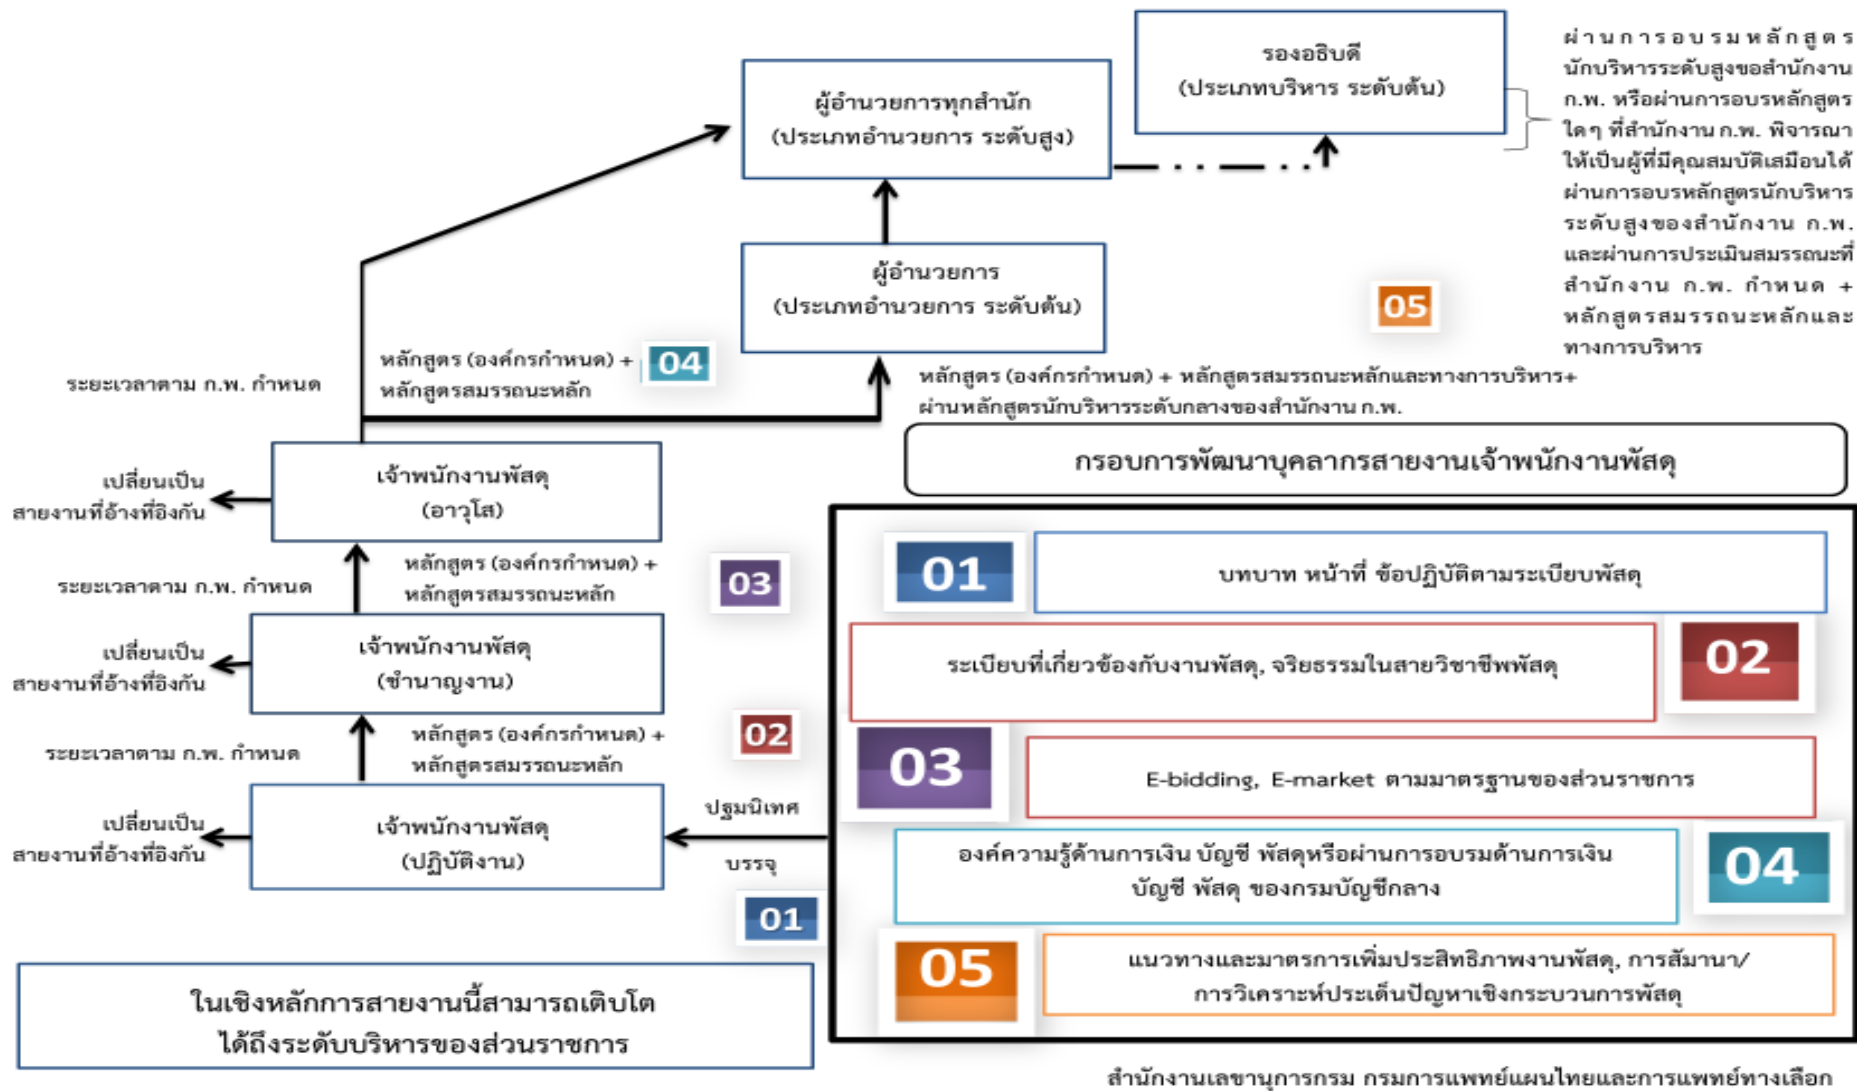 รองอธิบดี
(ประเภทบริหาร ระดับต้น)
ผ่านการอบรมหลักสูตร
นักบริหารระดับสูงขอสำนักงาน
ก.พ. หรือผ่านการอบรหลักสูตร
ใดๆ ที่สำนักงาน ก.พ. พิจารณา
ให้เป็นผู้ที่มีคุณสมบัติเสมือนได้
ผ่านการอบรหลักสูตรนักบริหาร
ระดับสูงของสำนักงาน ก.พ.
และผ่านการประเมินสมรรถนะที่
สำนักงาน ก.พ. กำหนด +
หลักสูตรสมรรถนะหลักและ
ทางการบริหาร
ผู้อำนวยการทุกสำนัก
(ประเภทอำนวยการ ระดับสูง)
ผู้อำนวยการ
(ประเภทอำนวยการ ระดับต้น)
05
หลักสูตร (องค์กรกำหนด) +
หลักสูตรสมรรถนะหลัก
04
ระยะเวลาตาม ก.พ. กำหนด
หลักสูตร (องค์กรกำหนด) + หลักสูตรสมรรถนะหลักและทางการบริหาร+
ผ่านหลักสูตรนักบริหารระดับกลางของสำนักงาน ก.พ.
เจ้าพนักงานพัสดุ
(อาวุโส)
เปลี่ยนเป็น
สายงานที่อ้างที่อิงกัน
ระยะเวลาตาม ก.พ. กำหนด
หลักสูตร (องค์กรกำหนด) +
หลักสูตรสมรรถนะหลัก
03
เจ้าพนักงานพัสดุ
(ชำนาญงาน)
เปลี่ยนเป็น
สายงานที่อ้างที่อิงกัน
ระยะเวลาตาม ก.พ. กำหนด
หลักสูตร (องค์กรกำหนด) +
หลักสูตรสมรรถนะหลัก
02
เจ้าพนักงานพัสดุ
(ปฏิบัติงาน)
เปลี่ยนเป็น
สายงานที่อ้างที่อิงกัน
ปฐมนิเทศ
บรรจุ
01
กรอบการพัฒนาบุคลากรสายงานเจ้าพนักงานพัสดุ
01
บทบาท หน้าที่ ข้อปฏิบัติตามระเบียบพัสดุ
ระเบียบที่เกี่ยวข้องกับงานพัสดุ, จริยธรรมในสายวิชาชีพพัสดุ
02
03
E-bidding, E-market ตามมาตรฐานของส่วนราชการ
องค์ความรู้ด้านการเงิน บัญชี พัสดุหรือผ่านการอบรมด้านการเงิน
บัญชี พัสดุ ของกรมบัญชีกลาง
04
05
แนวทางและมาตรการเพิ่มประสิทธิภาพงานพัสดุ, การสัมานา/
การวิเคราะห์ประเด็นปัญหาเชิงกระบวนการพัสดุ
ในเชิงหลักการสายงานนี้สามารถเติบโต
ได้ถึงระดับบริหารของส่วนราชการ
สำนักงานเลขานุการกรม กรมการแพทย์แผนไทยและการแพทย์ทางเลือก